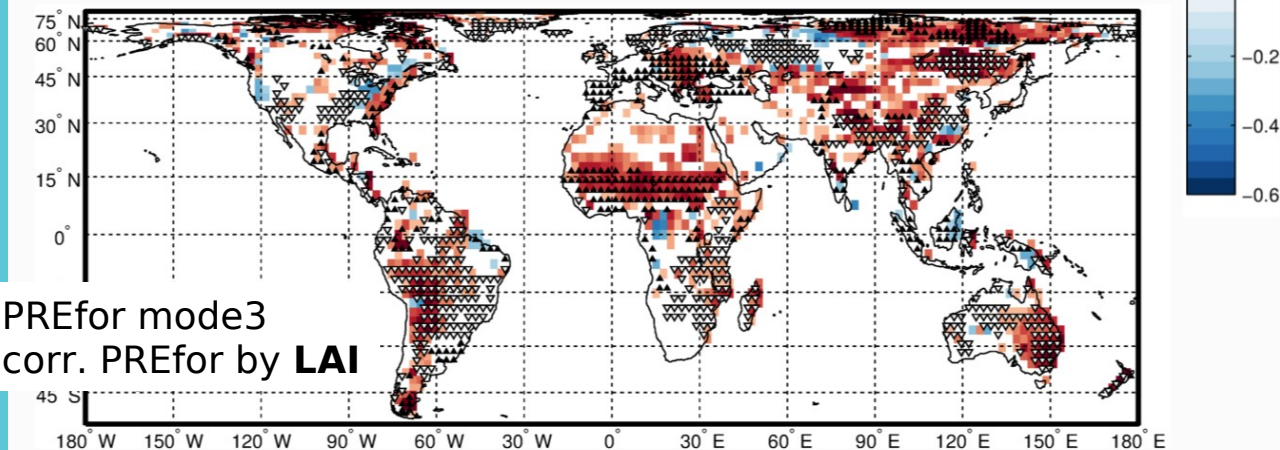 75° N
60° N
45° N
30° N
15° N
0°
PREfor mode3
corr. PREfor by LAI
45 S
180° W 150° W 120° W 90° W 60° W 30° W 0° 30° E 60° E 90° E 120° E 150° E 180° E
−0.2
−0.4
−0.6